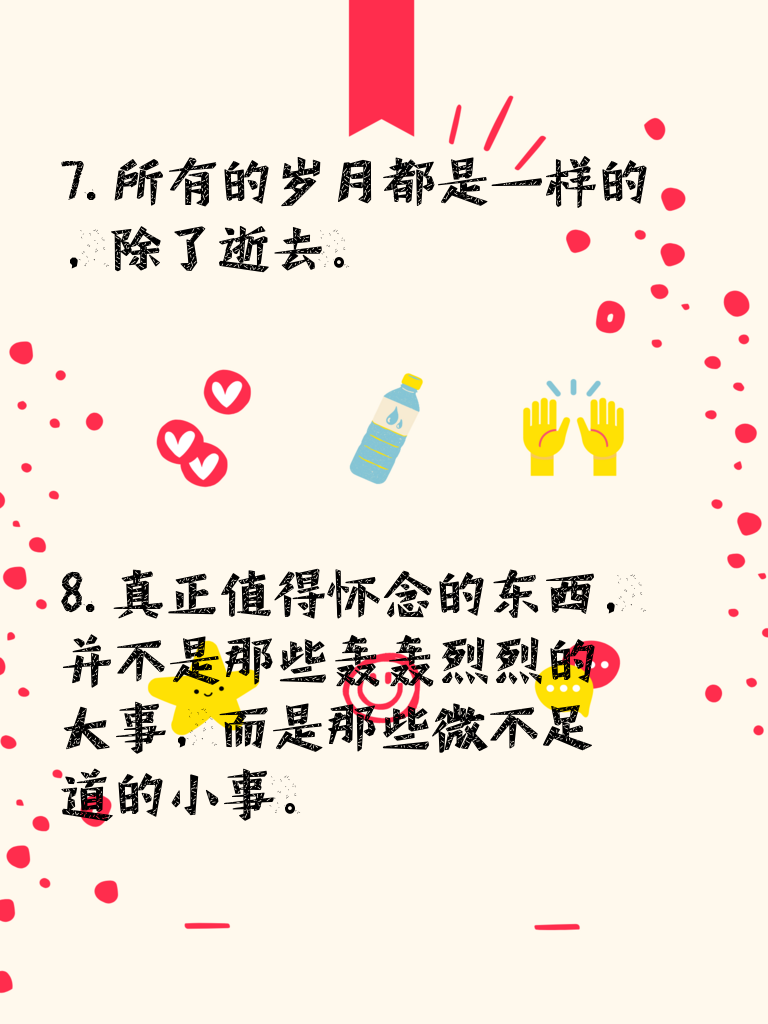 7.所有的岁月都是一样的
，除了逝去。
8.真正值得怀念的东西，
并不是那些轰轰烈烈的
大事，而是那些微不足
道的小事。